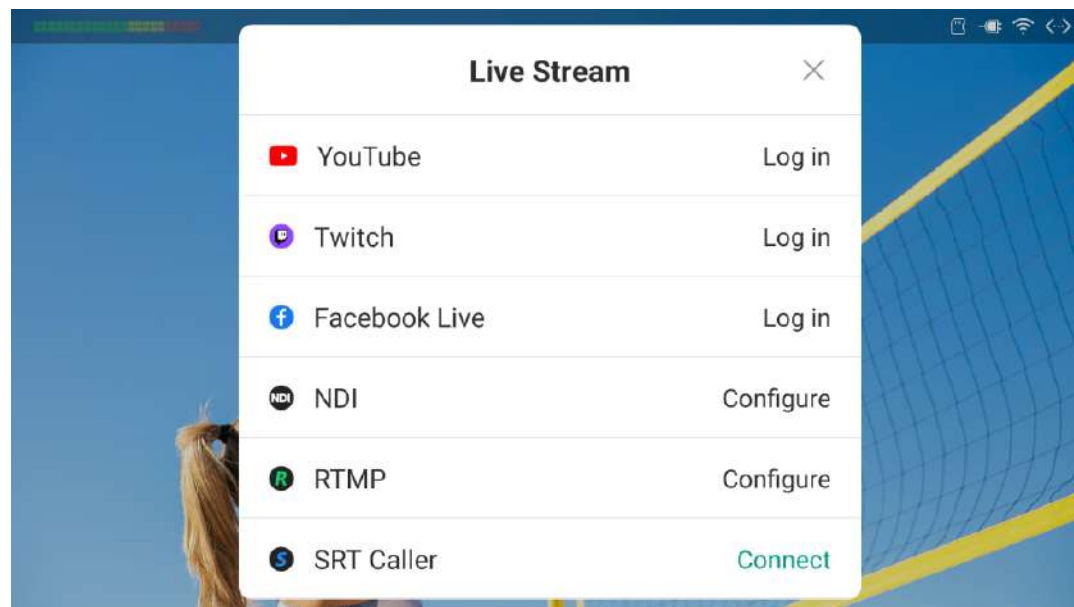 Live Stream
YouTube Log in
Twitch Log in
Facebook Live Log in
NDI NDI Configure
R RTMP Configure
S SRT Caller Connect